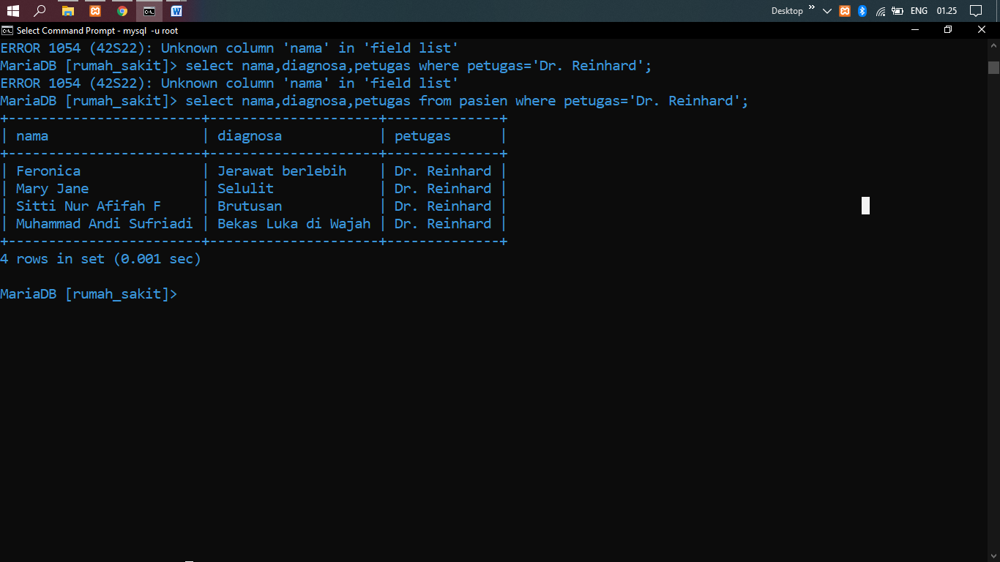 Desktop » ENG 01.25
Select Command Prompt - mysql -u root
ERROR 1054 (42S22): Unknown column 'nama' in 'field list'
MariaDB [rumah_sakit]> select nama,diagnosa,petugas where petugas='Dr. Reinhard';
ERROR 1054 (42S22): Unknown column 'nama' in 'field list'
MariaDB [rumah_sakit]> select nama,diagnosa,petugas from pasien where petugas='Dr. Reinhard';
+------------------------+---------------------+--------------+
| nama                   | diagnosa            | petugas      |
+------------------------+---------------------+--------------+
| Feronica               | Jerawat berlebih    | Dr. Reinhard |
| Mary Jane              | Selulit             | Dr. Reinhard |
| Sitti Nur Afifah F     | Brutusan            | Dr. Reinhard |
| Muhammad Andi Sufriadi | Bekas Luka di Wajah | Dr. Reinhard |
+------------------------+---------------------+--------------+
4 rows in set (0.001 sec)
MariaDB [rumah_sakit]>